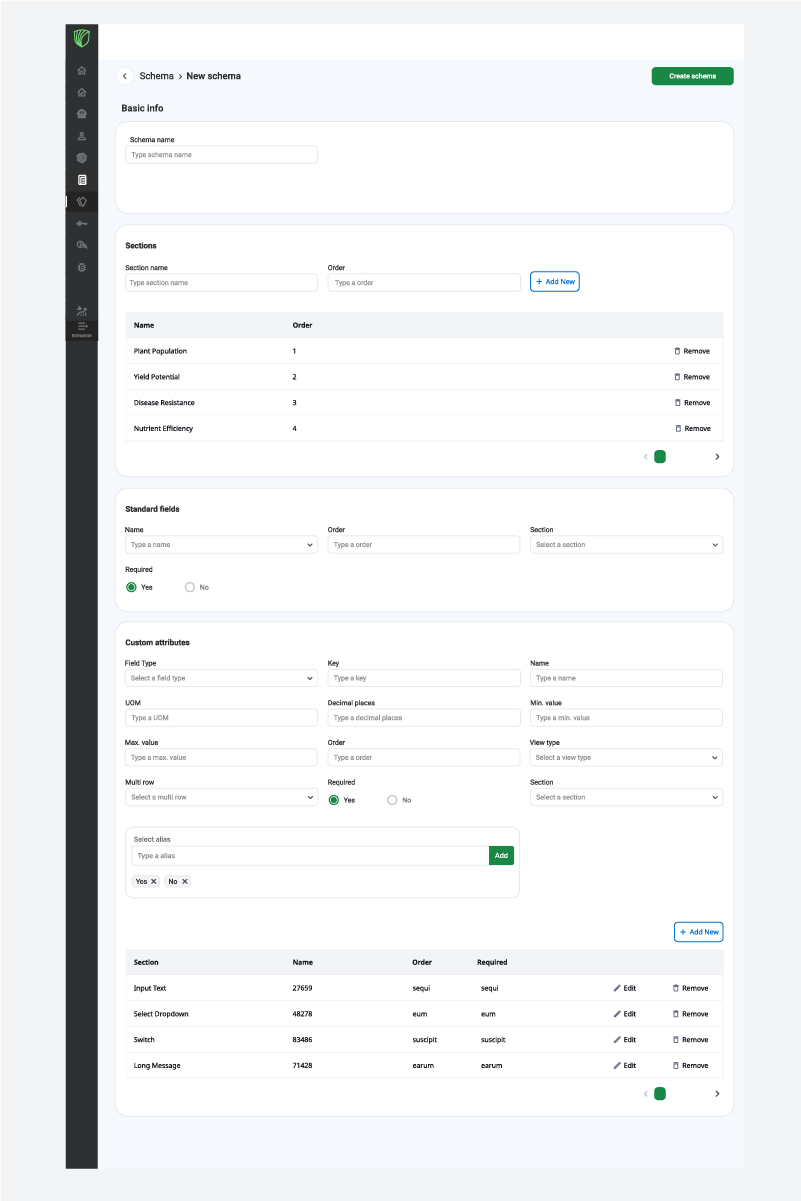 Schema > New schema
Create schema
Basic info
Schema name
Type schema name
Sections
Section name Order
Type section name Type a order + Add New
Name Order
Plant Population 1 Remove
Yield Potential 2 Remove
Disease Resistance 3 Remove
Nutrient Efficiency 4 Remove
Standard fields
Name Order Section
Type a name Type a order Select a section
Required
Yes No
Custom attributes
Field Type Key Name
Select a field type Type a key Type a name
UOM Decimal places Min. value
Type a UOM Type a decimal places Type a min. value
Max. value Order View type
Type a max. value Type a order Select a view type
Multi row Required Section
Select a multi row Yes No Select a section
Select alias
Type a alias Add
Yes No
+ Add New
Section Name Order Required
Input Text 27659 sequi sequi Edit Remove
Select Dropdown 48278 eum eum Edit Remove
Switch 83486 suscipit suscipit Edit Remove
Long Message 71428 earum earum Edit Remove